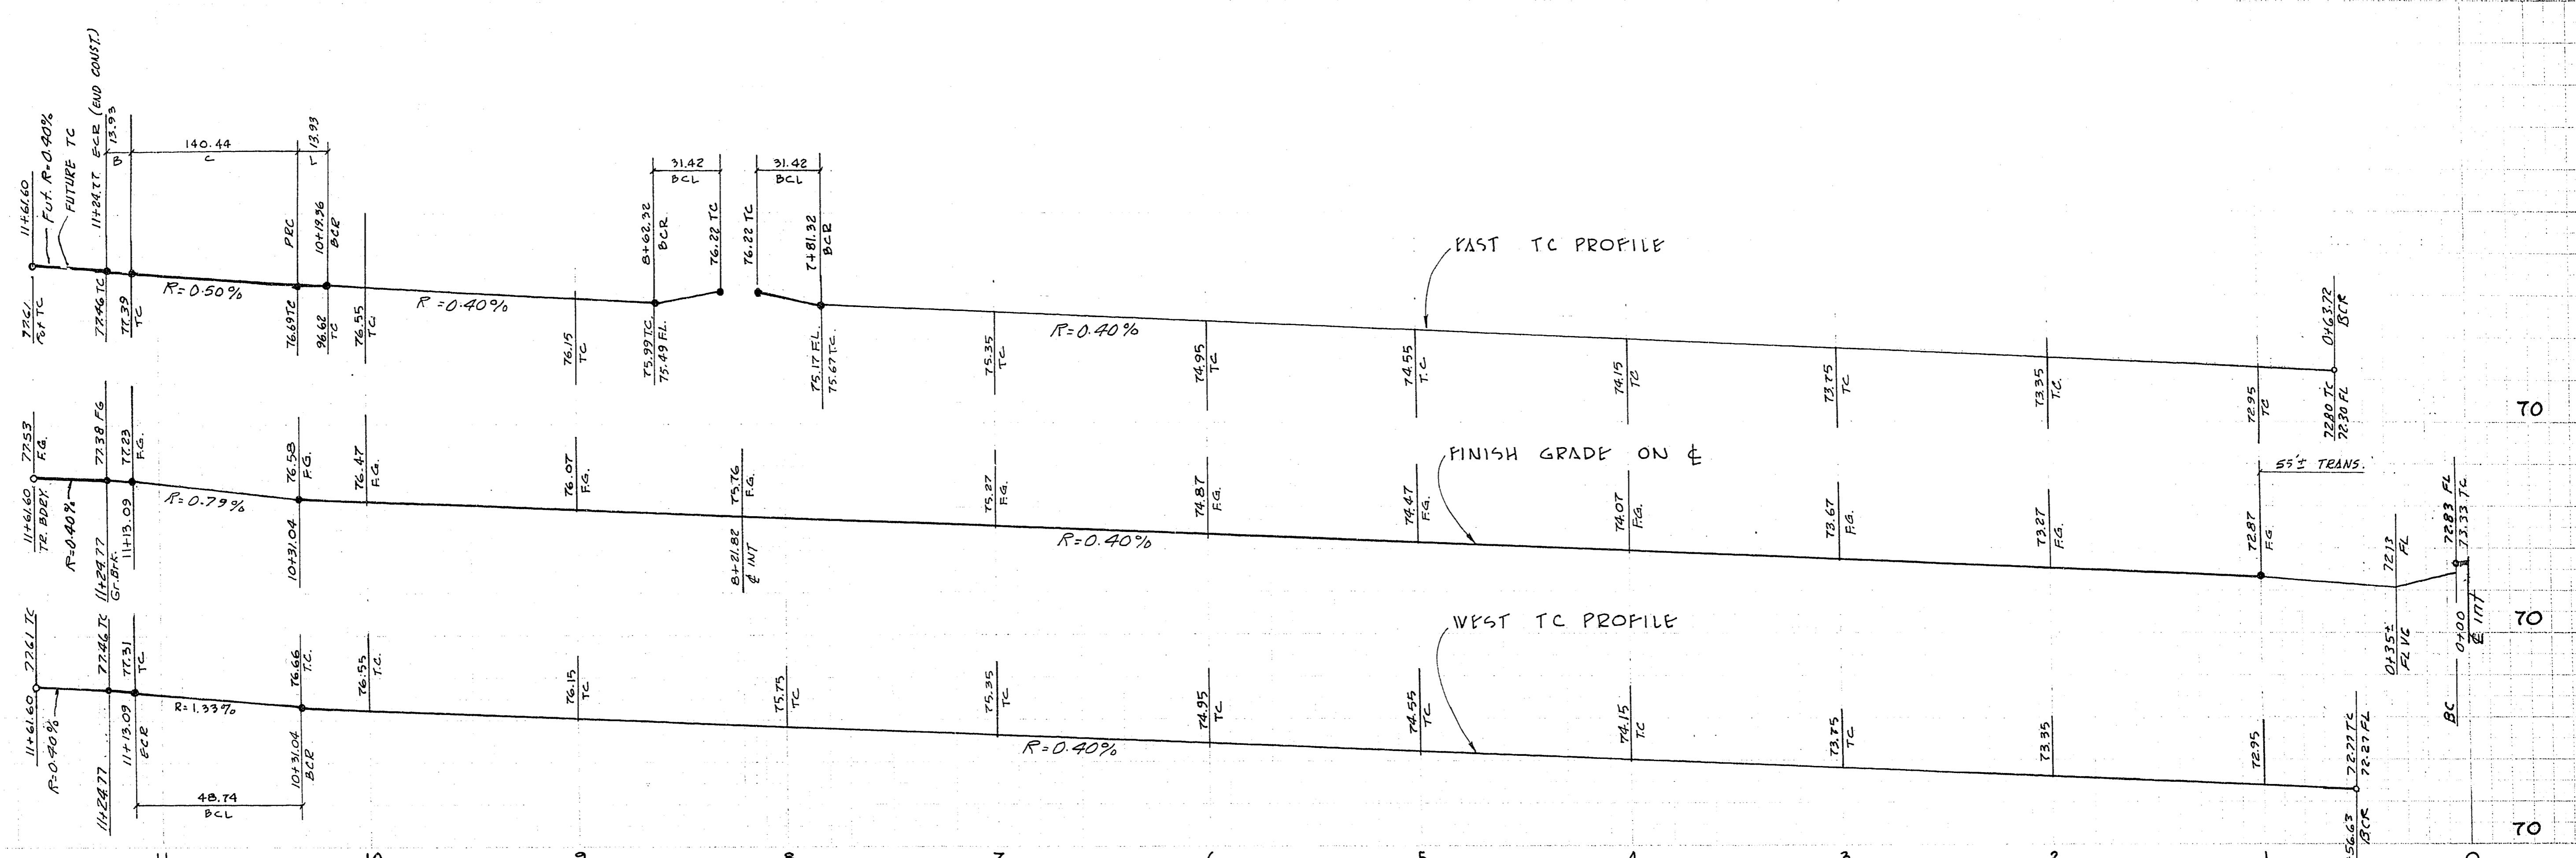 11+61.60
Fut. R=0.40%
FUTURE TC
11+24.77 ECR (END CONST.)
13.93
B
140.44
C
13.93
PRC
10+19.96
BCR
31.42
BCL
8+62.32
BCR
76.22 TC
31.42
BCL
76.22 TC
7+81.32
BCR
EAST TC PROFILE
0+63.72
BCR
77.61
Fut TC
77.46 TC
77.39
TC
R=0.50%
76.69 TC
96.62
TC
76.55
TC
R=0.40%
76.15
TC
75.99 TC.
75.49 FL.
75.17 F.L.
75.67 T.C.
75.35
TC
R=0.40%
74.95
TC
74.55
T.C
74.15
TC
73.75
TC
73.35
T.C.
72.95
TC
72.80 TC
72.30 FL
70
77.53
F.G.
77.38 FG
77.23
F.G.
76.58
F.G.
76.47
F.G.
76.07
F.G.
75.76
F.G.
75.27
F.G.
74.87
F.G.
74.47
F.G.
74.07
F.G.
73.67
F.G.
73.27
F.G.
72.87
F.G
FINISH GRADE ON ℄
55'± TRANS.
72.13
FL
72.83 FL
73.33 TC
11+61.60
TR. BDRY.
R=0.40%
11+24.77
Gr. Brk.
11+13.09
R=0.79%
10+31.04
8+21.82
℄ INT
R=0.40%
0+35±
FL VG
BC
0+00
℄ INT
70
77.61 TC
77.46 TC
77.31
TC
76.66
T.C.
76.55
T.C.
76.15
TC
75.75
TC
75.35
TC
74.95
TC
74.55
TC
74.15
TC
73.75
TC
73.35
72.95
72.77 TC
72.27 FL
WEST TC PROFILE
11+61.60
R=0.40%
11+24.77
11+13.09
ECR
R=1.33%
10+31.04
BCR
48.74
BCL
R=0.40%
56.63
BCR
70
11
10
9
8
7
6
5
4
3
2
1
0